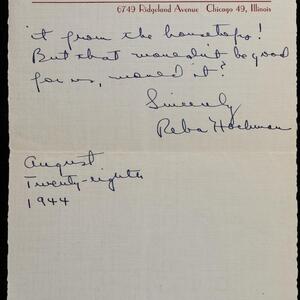 6749 Ridgeland Avenue Chicago 49, Illinois
it from the housetops!
But that wouldn't be good
for us, would it?
Sincerely
Reba Hochman
August
Twenty-eighth
1944